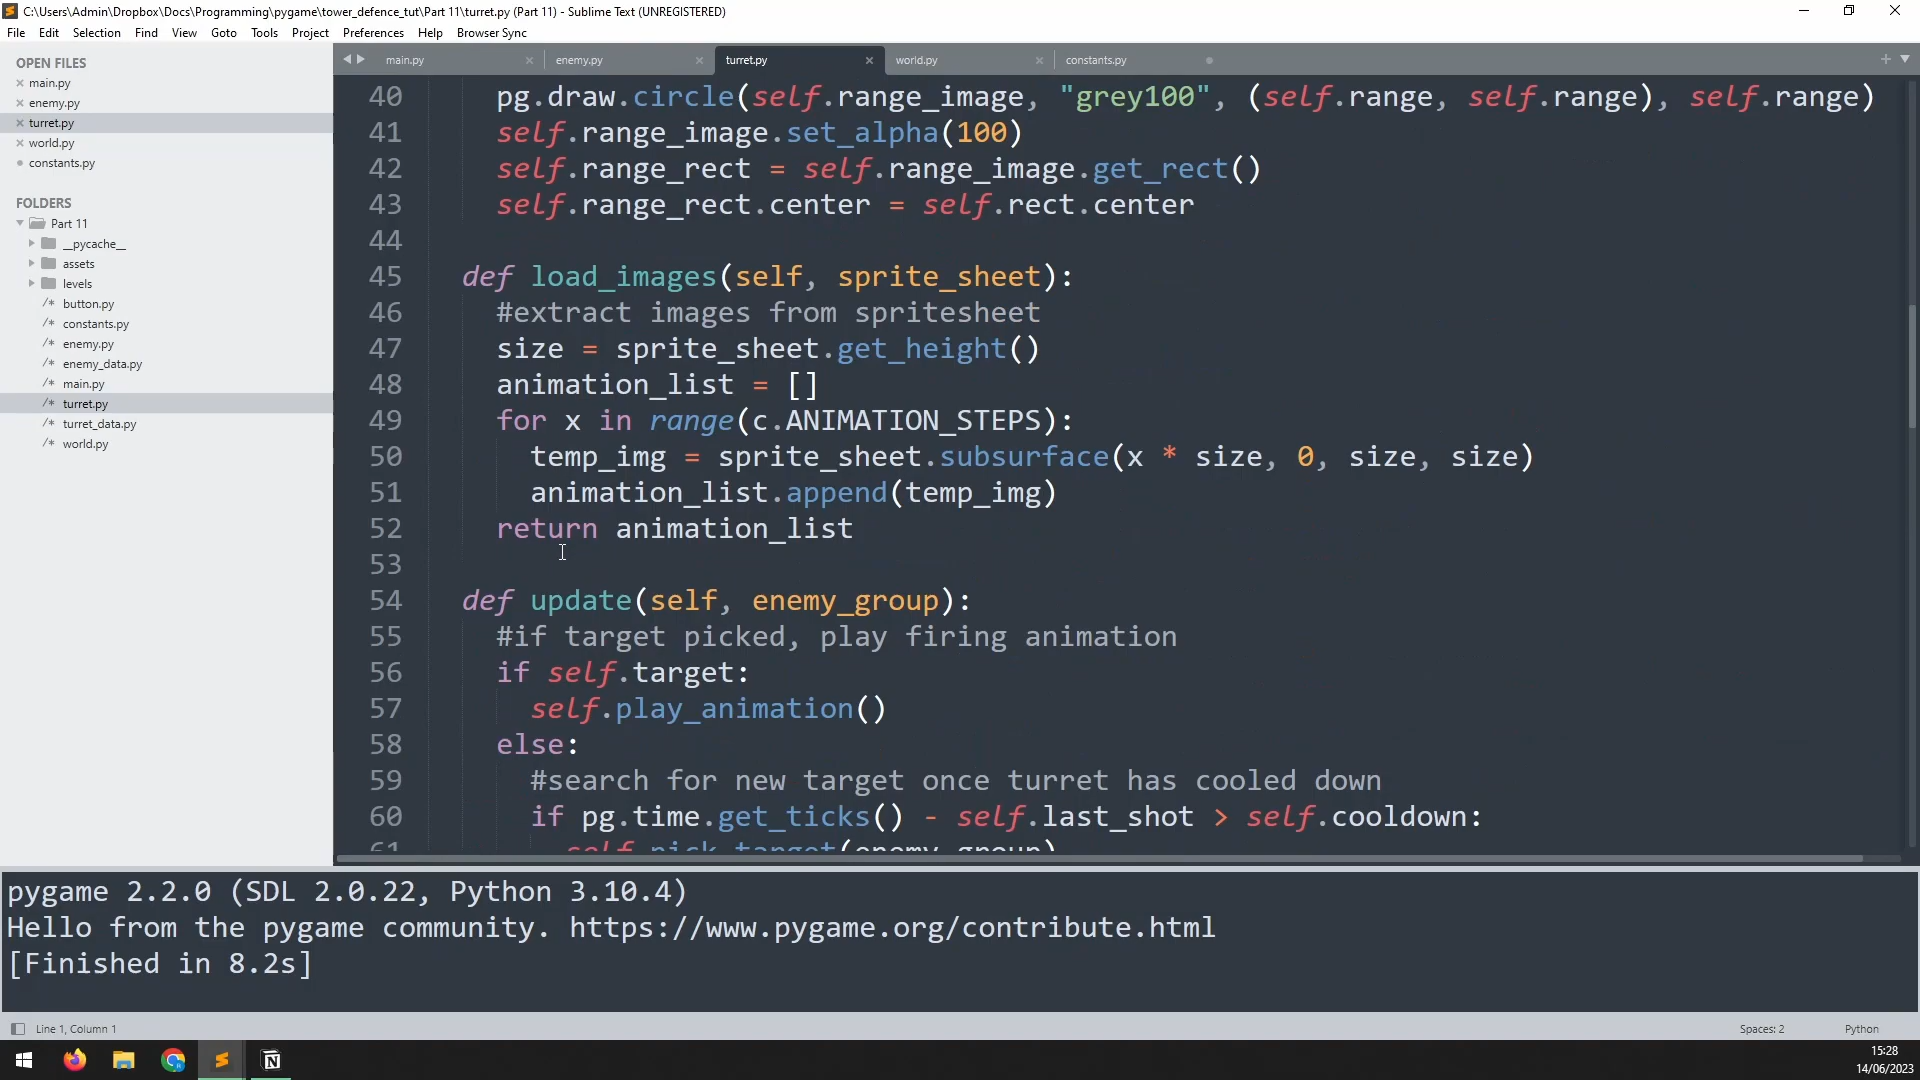 C:\Users\Admin\Dropbox\Docs\Programming\pygame\tower_defence_tut\Part 11\turret.py (Part 11) - Sublime Text (UNREGISTERED)
File Edit Selection Find View Goto Tools Project Preferences Help Browser Sync
OPEN FILES
main.py
enemy.py
turret.py
world.py
constants.py
FOLDERS
Part 11
__pycache__
assets
levels
button.py
constants.py
enemy.py
enemy_data.py
main.py
turret.py
turret_data.py
world.py
main.py enemy.py turret.py world.py constants.py
40 pg.draw.circle(self.range_image, "grey100", (self.range, self.range), self.range)
41 self.range_image.set_alpha(100)
42 self.range_rect = self.range_image.get_rect()
43 self.range_rect.center = self.rect.center
44
45 def load_images(self, sprite_sheet):
46 #extract images from spritesheet
47 size = sprite_sheet.get_height()
48 animation_list = []
49 for x in range(c.ANIMATION_STEPS):
50 temp_img = sprite_sheet.subsurface(x * size, 0, size, size)
51 animation_list.append(temp_img)
52 return animation_list
53
54 def update(self, enemy_group):
55 #if target picked, play firing animation
56 if self.target:
57 self.play_animation()
58 else:
59 #search for new target once turret has cooled down
60 if pg.time.get_ticks() - self.last_shot > self.cooldown:
61 self.pick_target(enemy_group)
pygame 2.2.0 (SDL 2.0.22, Python 3.10.4)
Hello from the pygame community. https://www.pygame.org/contribute.html
[Finished in 8.2s]
Line 1, Column 1
Spaces: 2
Python
15:28
14/06/2023